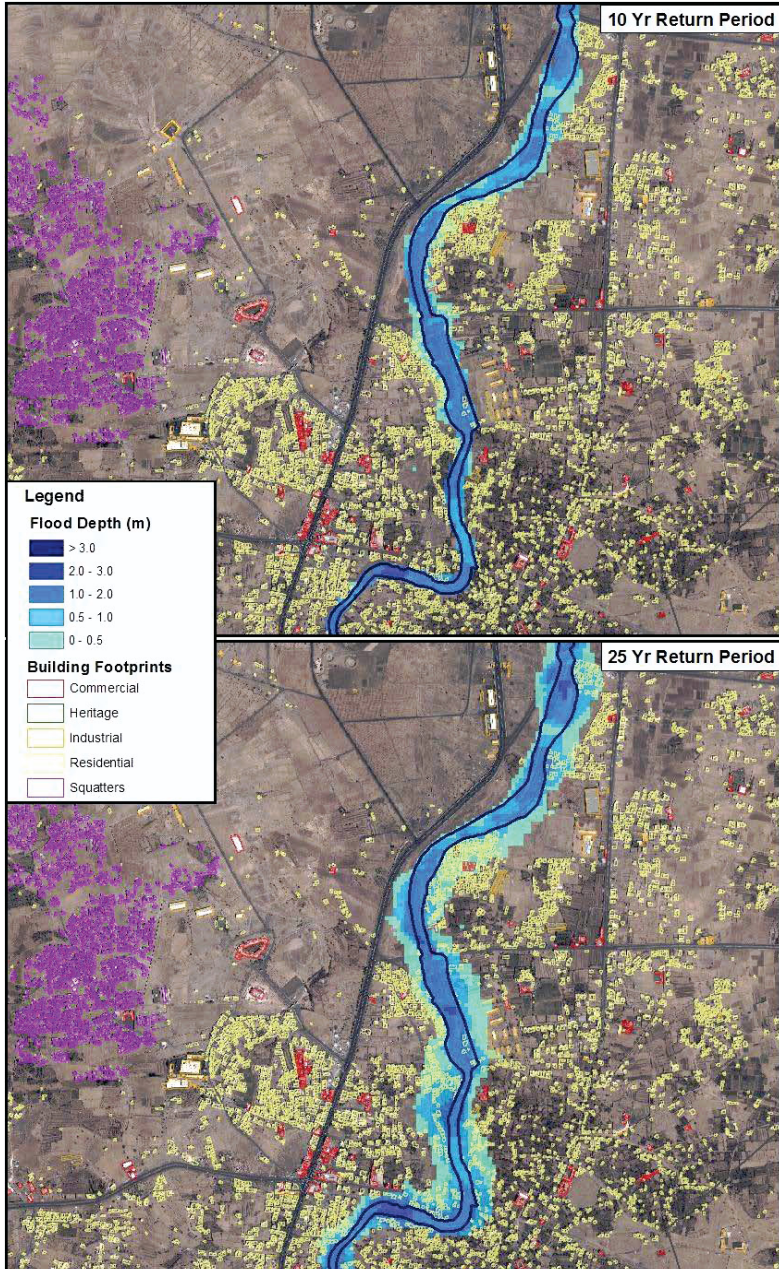 10 Yr Return Period
Legend
Flood Depth (m)
> 3.0
2.0 - 3.0
1.0 - 2.0
0.5 - 1.0
0 - 0.5
Building Footprints
Commercial
Heritage
Industrial
Residential
Squatters
25 Yr Return Period